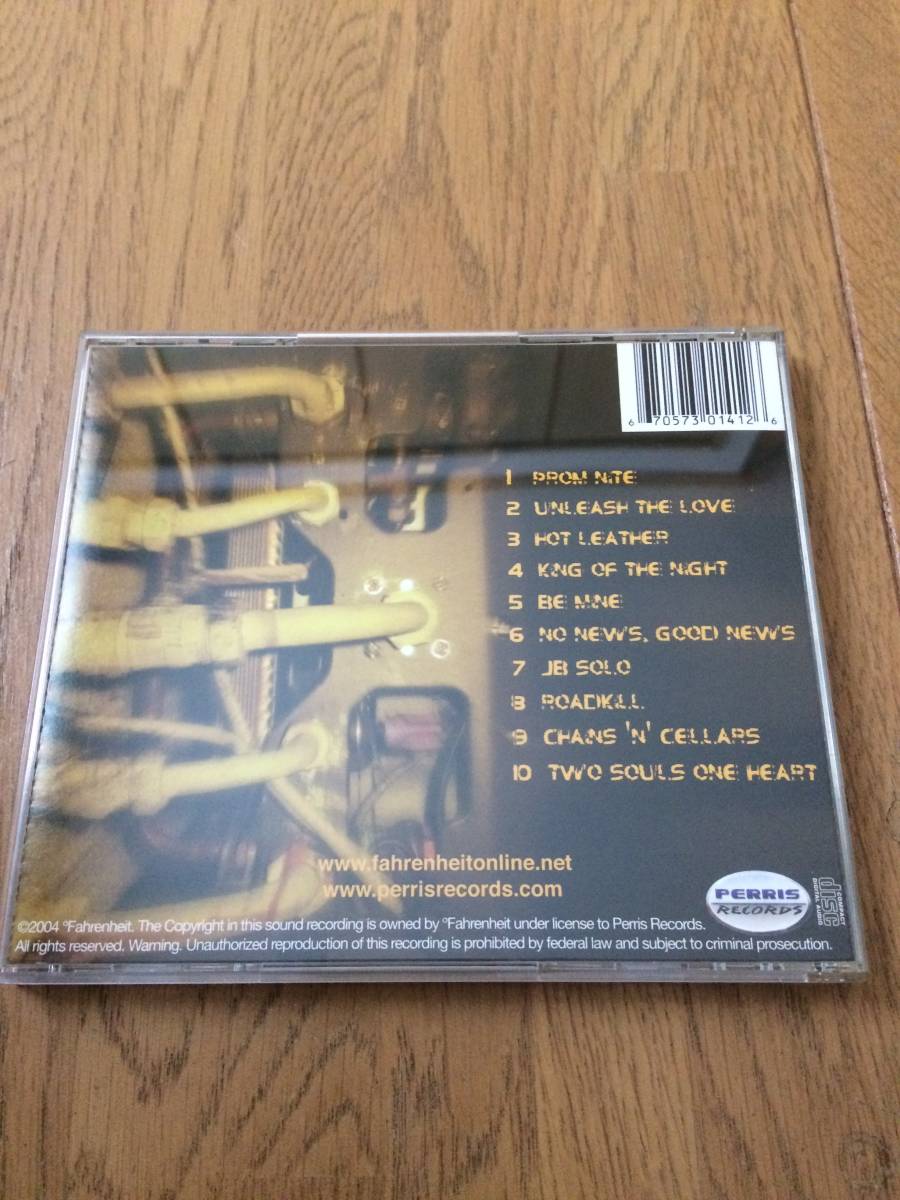 6 70573 01412 6
1 PROM NITE
2 UNLEASH THE LOVE
3 HOT LEATHER
4 KING OF THE NIGHT
5 BE MINE
6 NO NEWS, GOOD NEWS
7 JB SOLO
8 ROADKILL
9 CHAINS 'N' CELLARS
10 TWO SOULS ONE HEART
www.fahrenheitonline.net
www.perrisrecords.com
PERRIS
RECORDS
COMPACT
disc
DIGITAL AUDIO
©2004 °Fahrenheit. The Copyright in this sound recording is owned by °Fahrenheit under license to Perris Records.
All rights reserved. Warning. Unauthorized reproduction of this recording is prohibited by federal law and subject to criminal prosecution.